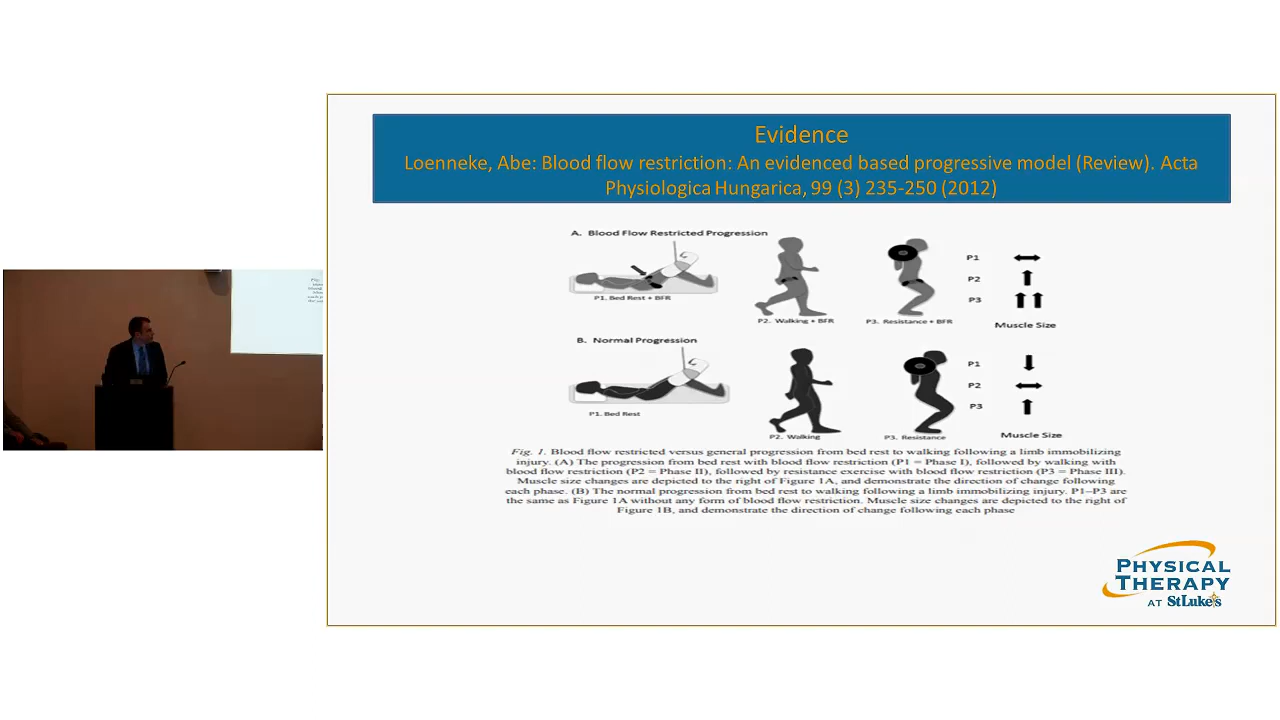 Evidence
Loenneke, Abe: Blood flow restriction: An evidenced based progressive model (Review). Acta
Physiologica Hungarica, 99 (3) 235-250 (2012)
A. Blood Flow Restricted Progression
P1. Bed Rest + BFR
P2. Walking + BFR
P3. Resistance + BFR
P1
P2
P3
Muscle Size
B. Normal Progression
P1. Bed Rest
P2. Walking
P3. Resistance
P1
P2
P3
Muscle Size
Fig. 1. Blood flow restricted versus general progression from bed rest to walking following a limb immobilizing
injury. (A) The progression from bed rest with blood flow restriction (P1 = Phase I), followed by walking with
blood flow restriction (P2 = Phase II), followed by resistance exercise with blood flow restriction (P3 = Phase III).
Muscle size changes are depicted to the right of Figure 1A, and demonstrate the direction of change following
each phase. (B) The normal progression from bed rest to walking following a limb immobilizing injury. P1–P3 are
the same as Figure 1A without any form of blood flow restriction. Muscle size changes are depicted to the right of
Figure 1B, and demonstrate the direction of change following each phase
PHYSICAL
THERAPY
AT StLuke's